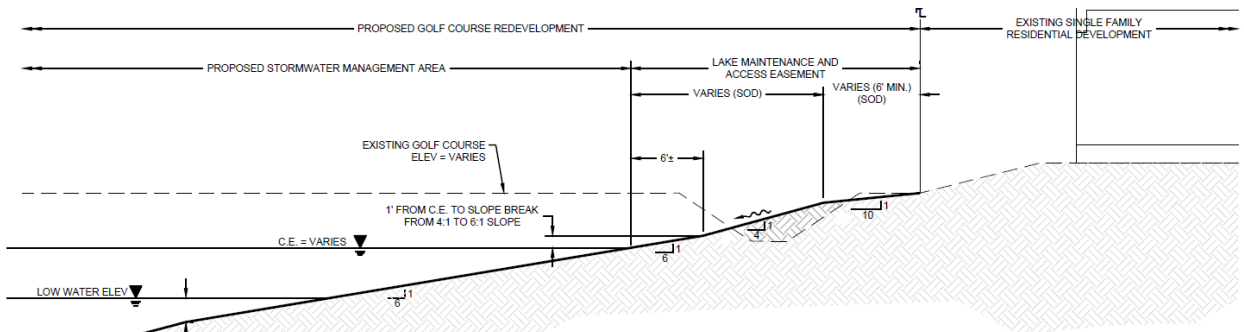 PROPOSED GOLF COURSE REDEVELOPMENT
EXISTING SINGLE FAMILY
RESIDENTIAL DEVELOPMENT
PROPOSED STORMWATER MANAGEMENT AREA
LAKE MAINTENANCE AND
ACCESS EASEMENT
VARIES (SOD)
VARIES (6' MIN.)
(SOD)
EXISTING GOLF COURSE
ELEV = VARIES
6'±
1' FROM C.E. TO SLOPE BREAK
FROM 4:1 TO 6:1 SLOPE
1
10
1
4
C.E. = VARIES
1
6
LOW WATER ELEV
1
6